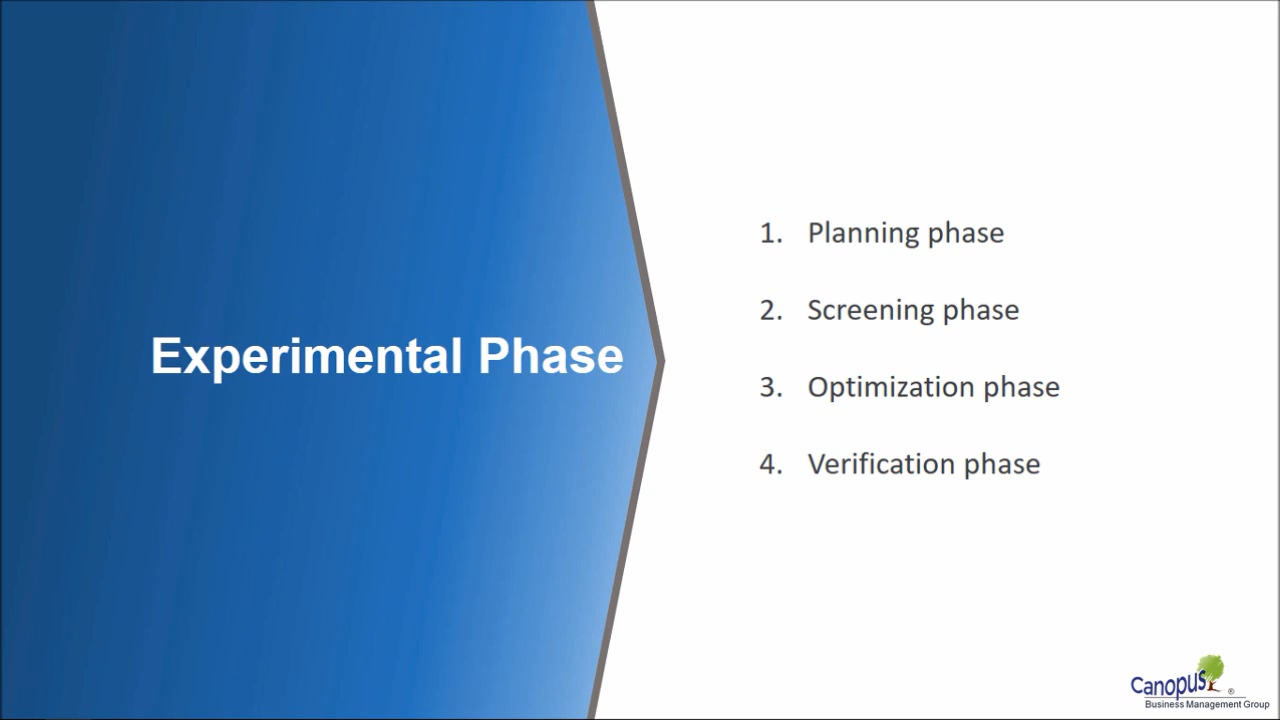 Experimental Phase
1. Planning phase
2. Screening phase
3. Optimization phase
4. Verification phase
Canopus ®
Business Management Group